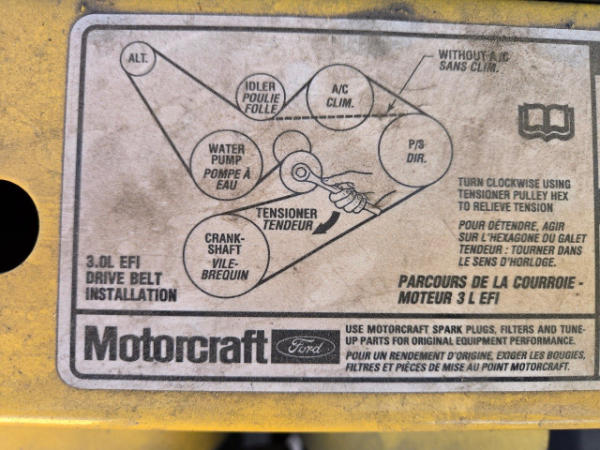 ALT.
IDLER
POULIE
FOLLE
A/C
CLIM.
WITHOUT A/C
SANS CLIM.
WATER
PUMP
POMPE À
EAU
P/S
DIR.
TURN CLOCKWISE USING
TENSIONER PULLEY HEX
TO RELIEVE TENSION
TENSIONER
TENDEUR
POUR DÉTENDRE, AGIR
SUR L'HEXAGONE DU GALET
TENDEUR : TOURNER DANS
LE SENS D'HORLOGE.
CRANK-
SHAFT
VILE-
BREQUIN
3.0L EFI
DRIVE BELT
INSTALLATION
PARCOURS DE LA COURROIE -
MOTEUR 3 L EFI
Motorcraft
Ford
USE MOTORCRAFT SPARK PLUGS, FILTERS AND TUNE-
UP PARTS FOR ORIGINAL EQUIPMENT PERFORMANCE.
POUR UN RENDEMENT D'ORIGINE, EXIGER LES BOUGIES,
FILTRES ET PIÈCES DE MISE AU POINT MOTORCRAFT.